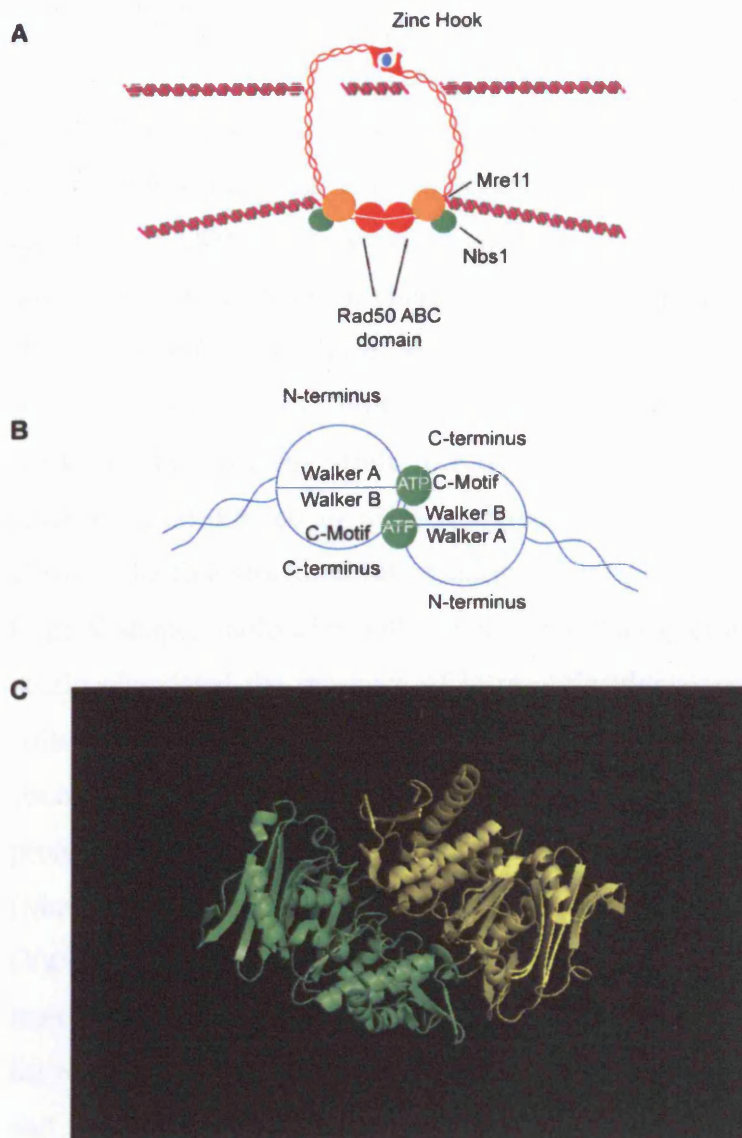 A
Zinc Hook
Mre11
Nbs1
Rad50 ABC
domain
B
N-terminus
C-terminus
Walker A
ATP
C-Motif
Walker B
Walker B
C-Motif
ATP
Walker A
C-terminus
N-terminus
C